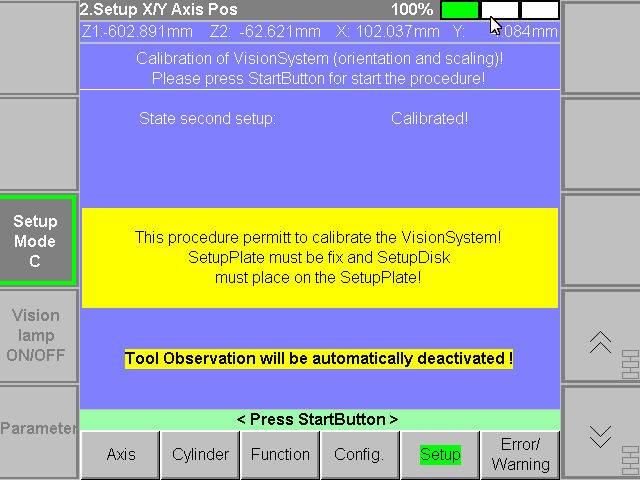 2.Setup X/Y Axis Pos 100%
Z1:-602.891mm Z2: -62.621mm X: 102.037mm Y: 084mm
Calibration of VisionSystem (orientation and scaling)!
Please press StartButton for start the procedure!
State second setup: Calibrated!
Setup
Mode
C
This procedure permitt to calibrate the VisionSystem!
SetupPlate must be fix and SetupDisk
must place on the SetupPlate!
Vision
lamp
ON/OFF
Tool Observation will be automatically deactivated !
Parameter
< Press StartButton >
Axis Cylinder Function Config. Setup Error/
Warning